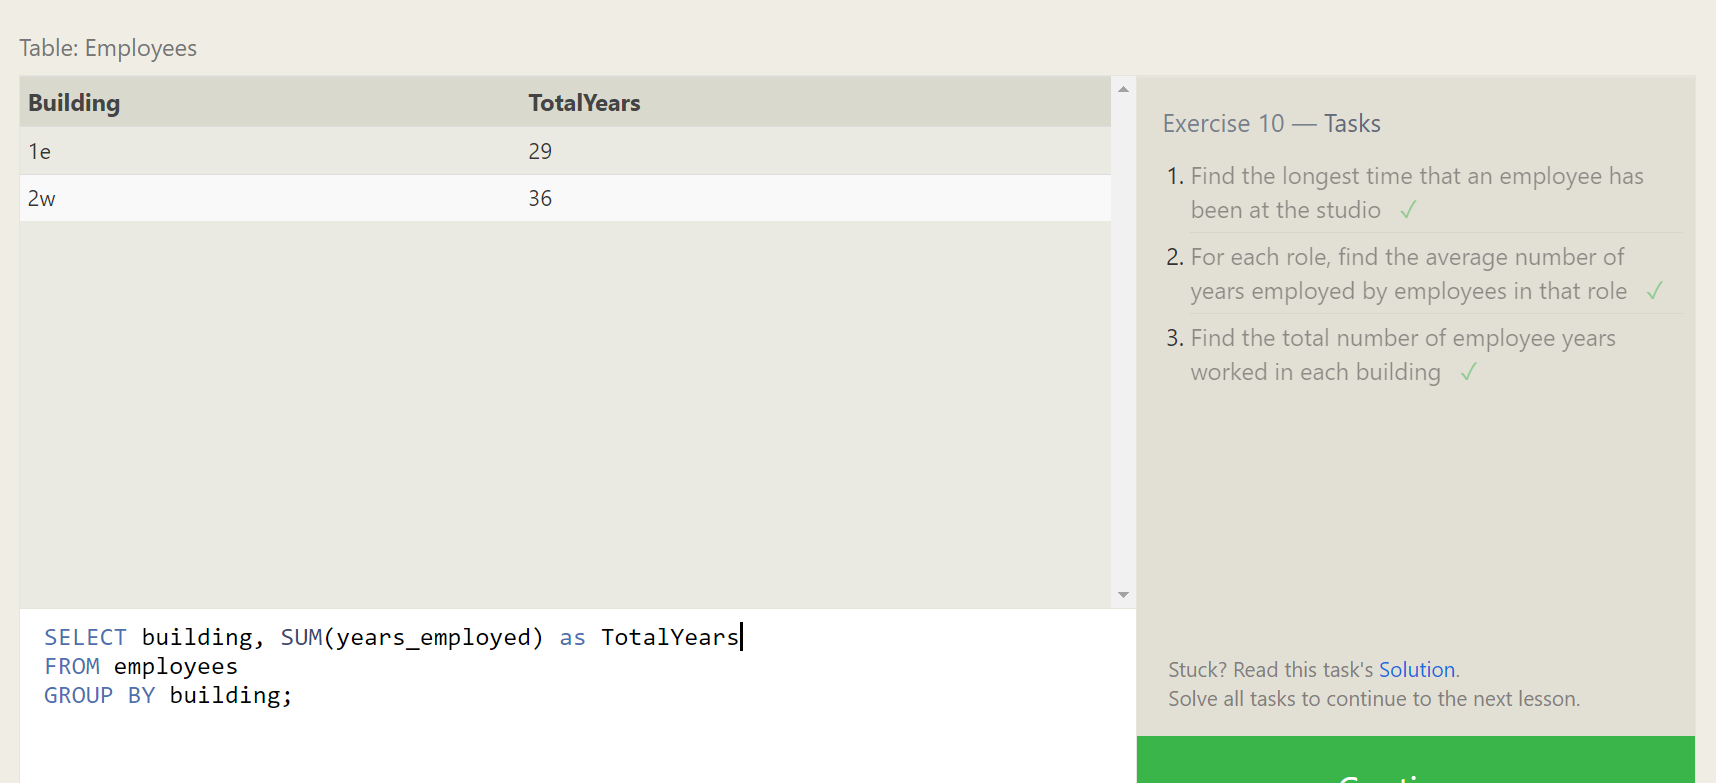 Table: Employees
Building TotalYears
1e 29
2w 36
SELECT building, SUM(years_employed) as TotalYears
FROM employees
GROUP BY building;
Exercise 10 — Tasks
1. Find the longest time that an employee has
been at the studio ✓
2. For each role, find the average number of
years employed by employees in that role ✓
3. Find the total number of employee years
worked in each building ✓
Stuck? Read this task's Solution.
Solve all tasks to continue to the next lesson.